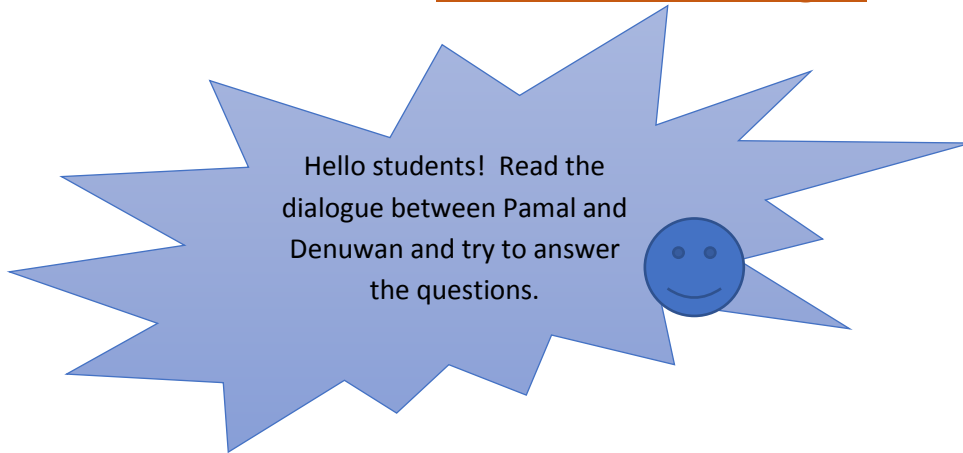 Hello students!  Read the
dialogue between Pamal and
Denuwan and try to answer
the questions.